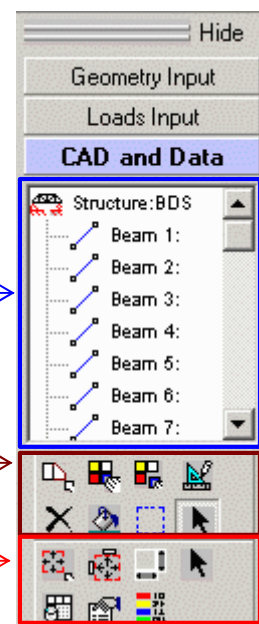 Hide
Geometry Input
Loads Input
CAD and Data
Structure:BDS
Beam 1:
Beam 2:
Beam 3:
Beam 4:
Beam 5:
Beam 6:
Beam 7: